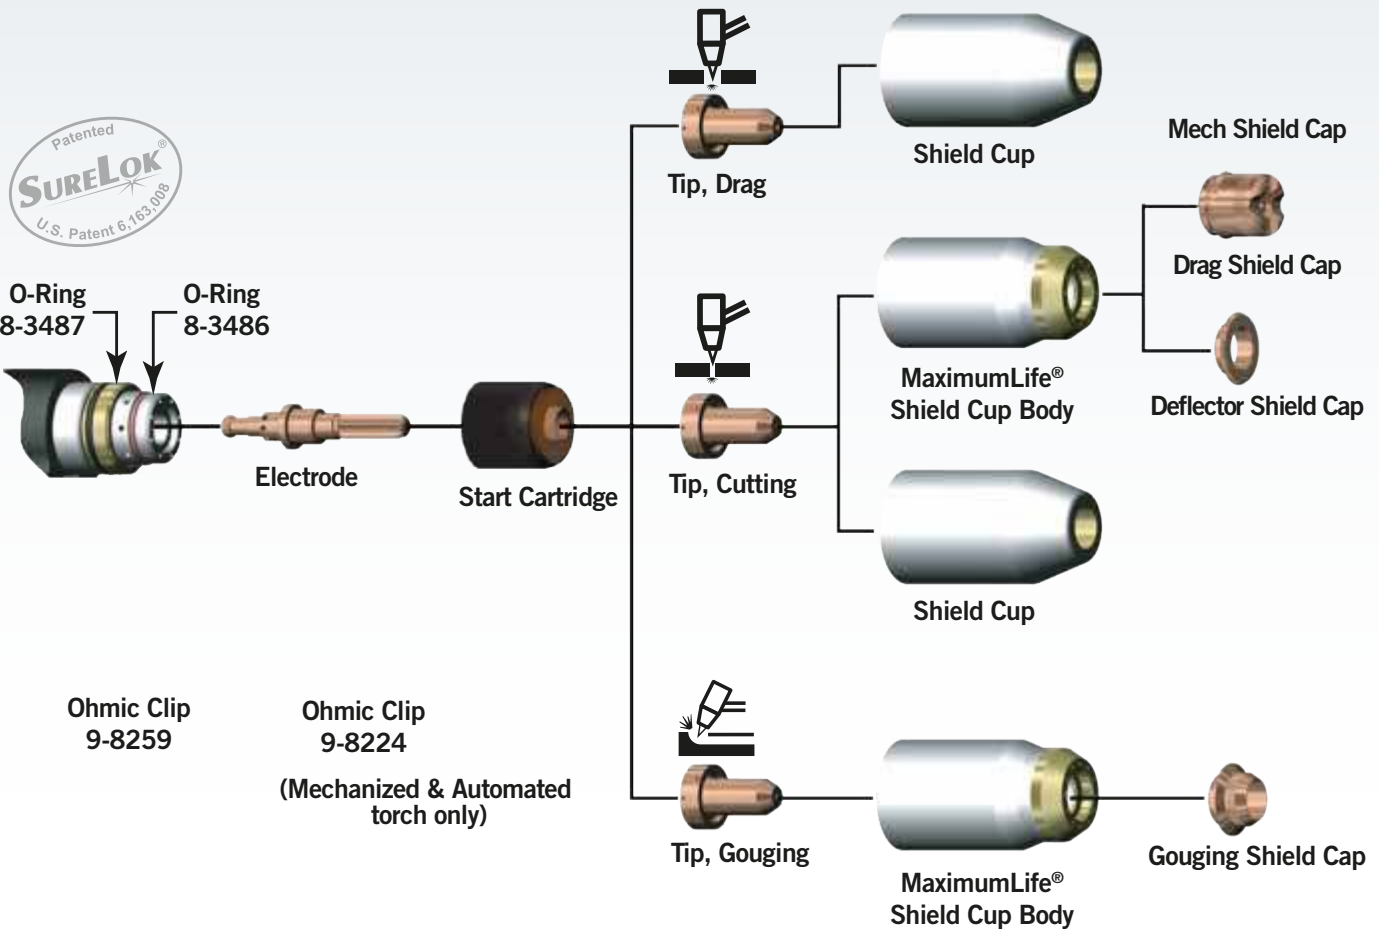 Patented
SURELOK®
U.S. Patent 6,163,008
O-Ring
8-3487
O-Ring
8-3486
Electrode
Start Cartridge
Tip, Drag
Shield Cup
Mech Shield Cap
Drag Shield Cap
MaximumLife®
Shield Cup Body
Deflector Shield Cap
Tip, Cutting
Shield Cup
Ohmic Clip
9-8259
Ohmic Clip
9-8224
(Mechanized & Automated
torch only)
Tip, Gouging
MaximumLife®
Shield Cup Body
Gouging Shield Cap